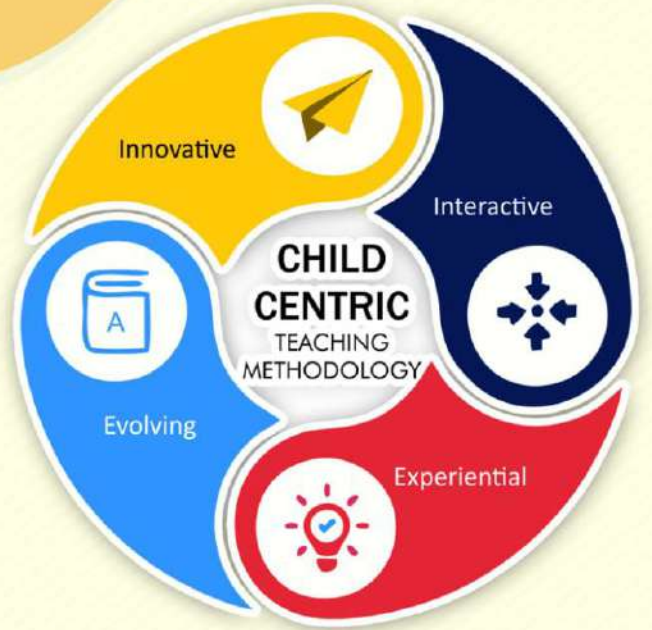 Innovative
Interactive
CHILD
CENTRIC
TEACHING
METHODOLOGY
A
Evolving
Experiential